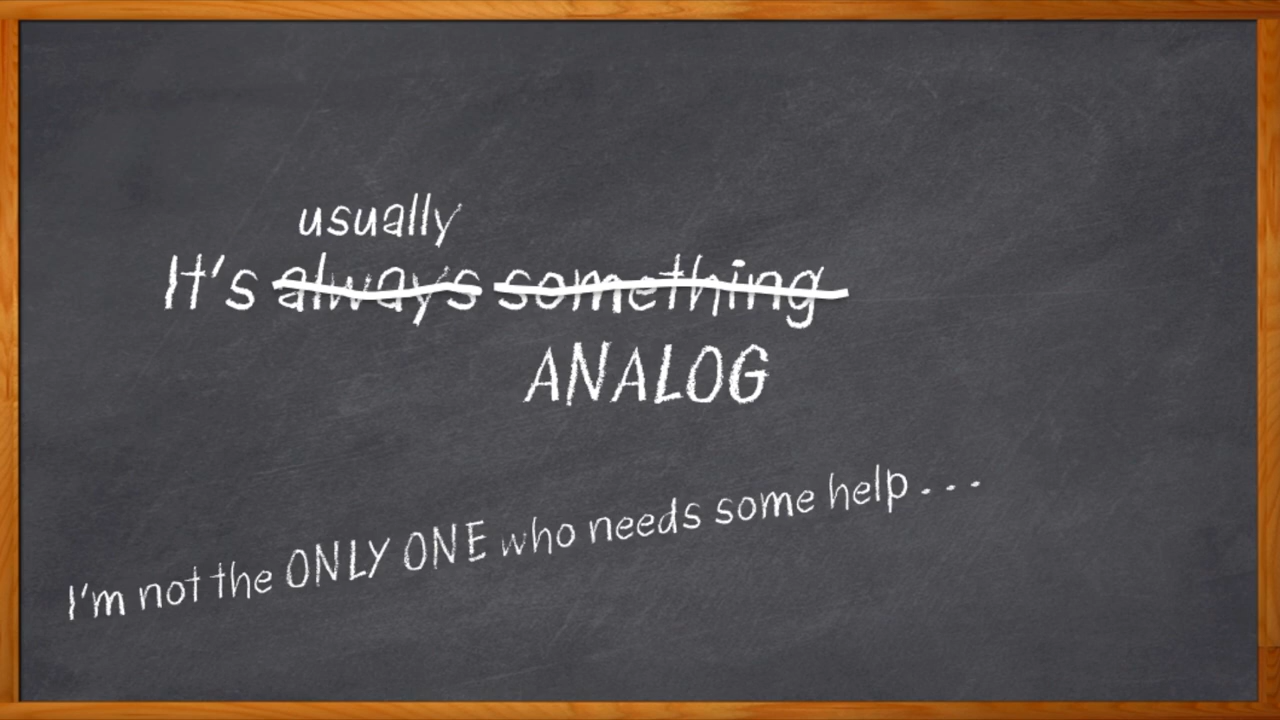 usually
It's always something
ANALOG
I'm not the ONLY ONE who needs some help . . .